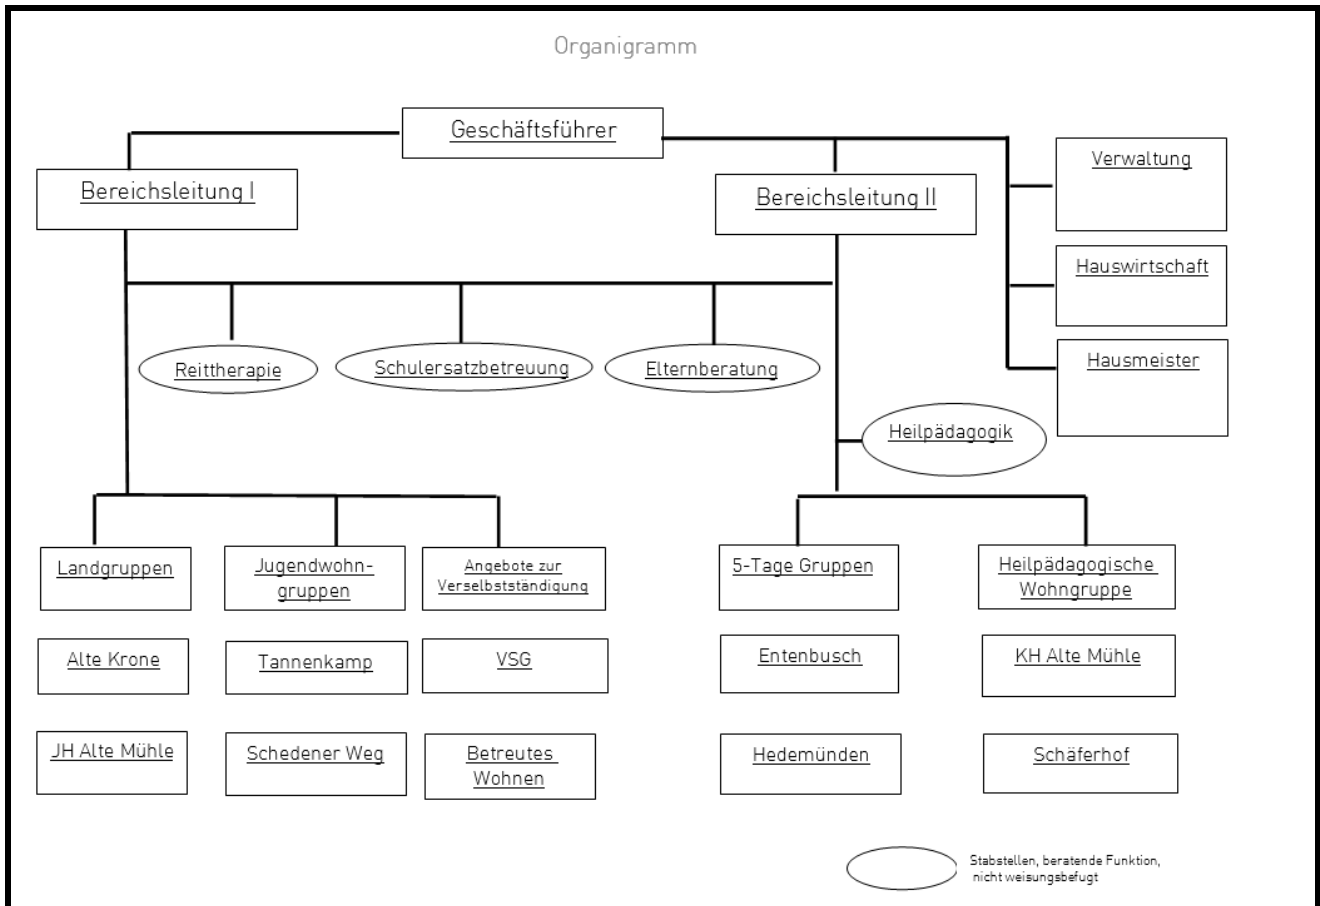 Organigramm
Geschäftsführer
Bereichsleitung I
Bereichsleitung II
Verwaltung
Hauswirtschaft
Hausmeister
Reittherapie
Schulersatzbetreuung
Elternberatung
Heilpädagogik
Landgruppen
Jugendwohn-
gruppen
Angebote zur
Verselbstständigung
5-Tage Gruppen
Heilpädagogische
Wohngruppe
Alte Krone
Tannenkamp
VSG
Entenbusch
KH Alte Mühle
JH Alte Mühle
Schedener Weg
Betreutes
Wohnen
Hedemünden
Schäferhof
Stabstellen, beratende Funktion,
nicht weisungsbefugt